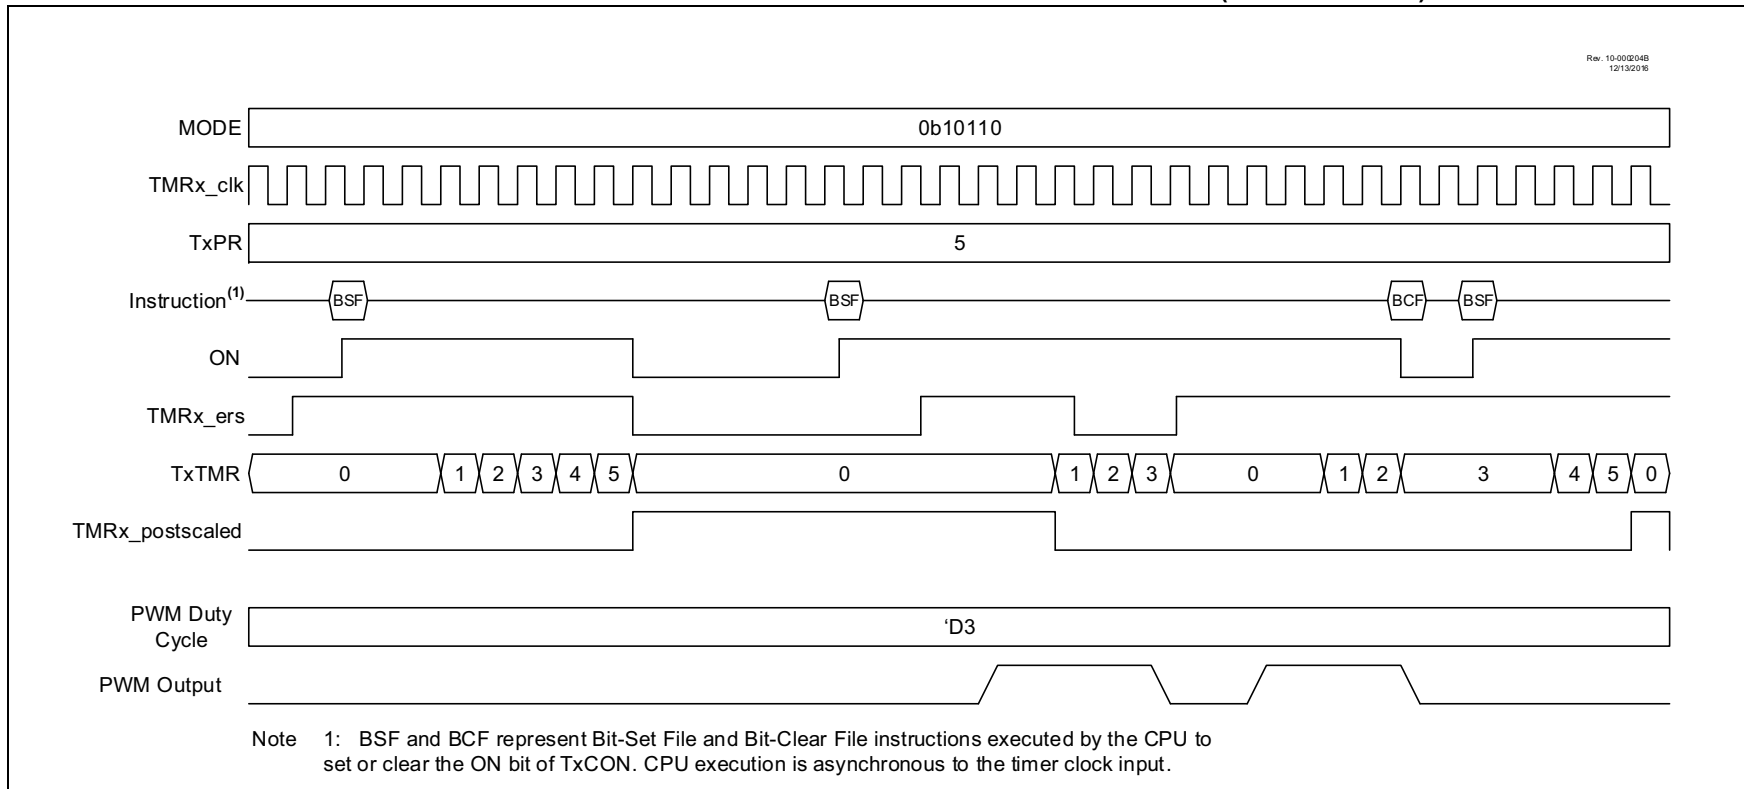 Rev. 10-000204B
12/13/2016
MODE 0b10110
TMRx_clk
TxPR 5
Instruction(1) BSF BSF BCF BSF
ON
TMRx_ers
TxTMR 0 1 2 3 4 5 0 1 2 3 0 1 2 3 4 5 0
TMRx_postscaled
PWM Duty
Cycle
'D3
PWM Output
Note 1: BSF and BCF represent Bit-Set File and Bit-Clear File instructions executed by the CPU to
set or clear the ON bit of TxCON. CPU execution is asynchronous to the timer clock input.